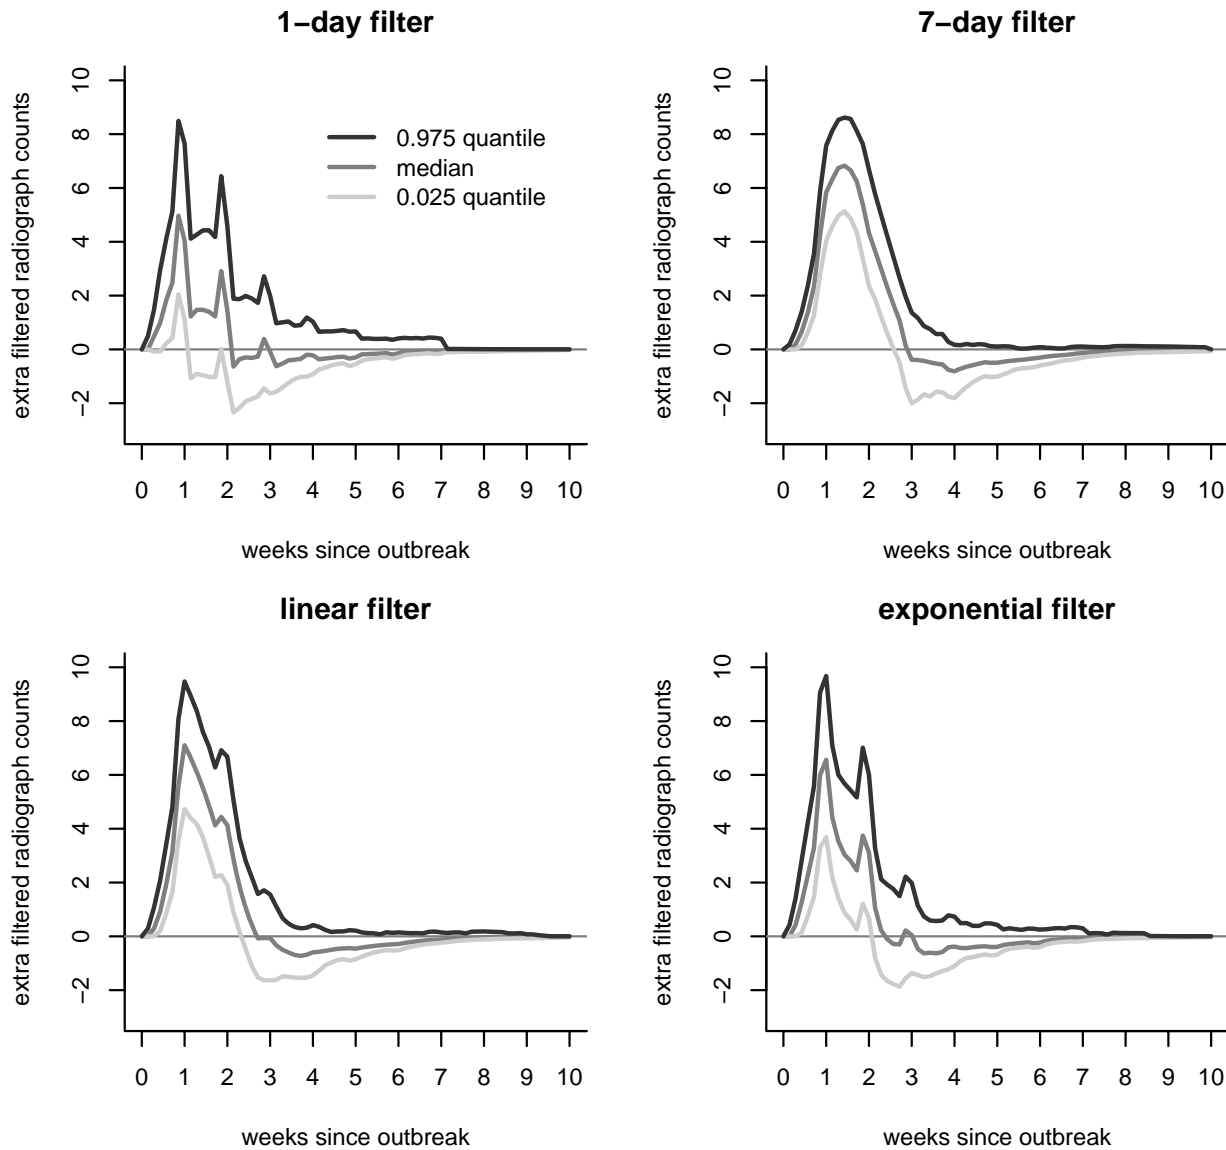 1−day filter
extra filtered radiograph counts
10
8
6
4
2
0
−2
0.975 quantile
median
0.025 quantile
0 1 2 3 4 5 6 7 8 9 10
weeks since outbreak
7−day filter
extra filtered radiograph counts
10
8
6
4
2
0
−2
0 1 2 3 4 5 6 7 8 9 10
weeks since outbreak
linear filter
extra filtered radiograph counts
10
8
6
4
2
0
−2
0 1 2 3 4 5 6 7 8 9 10
weeks since outbreak
exponential filter
extra filtered radiograph counts
10
8
6
4
2
0
−2
0 1 2 3 4 5 6 7 8 9 10
weeks since outbreak